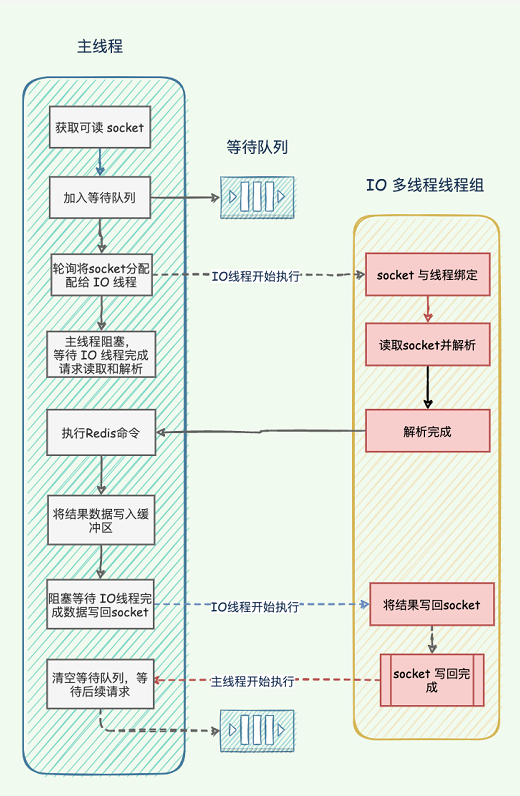 主线程
获取可读 socket
等待队列
加入等待队列
IO 多线程线程组
轮询将socket分配
配给 IO 线程
IO线程开始执行
socket 与线程绑定
主线程阻塞，
等待 IO 线程完成
请求读取和解析
读取socket并解析
执行Redis命令
解析完成
将结果数据写入缓
冲区
阻塞等待 IO线程完
成数据写回socket
IO线程开始执行
将结果写回socket
清空等待队列，等
待后续请求
主线程开始执行
socket 写回完
成